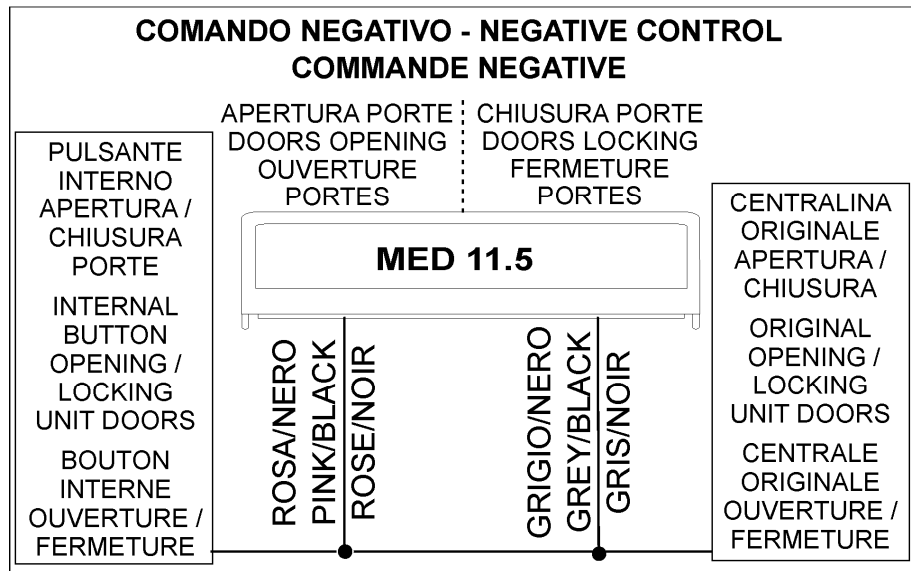 COMANDO NEGATIVO - NEGATIVE CONTROL
COMMANDE NEGATIVE
PULSANTE
INTERNO
APERTURA /
CHIUSURA
PORTE
INTERNAL
BUTTON
OPENING /
LOCKING
UNIT DOORS
BOUTON
INTERNE
OUVERTURE /
FERMETURE
APERTURA PORTE
DOORS OPENING
OUVERTURE
PORTES
CHIUSURA PORTE
DOORS LOCKING
FERMETURE
PORTES
MED 11.5
ROSA/NERO
PINK/BLACK
ROSE/NOIR
GRIGIO/NERO
GREY/BLACK
GRIS/NOIR
CENTRALINA
ORIGINALE
APERTURA /
CHIUSURA
ORIGINAL
OPENING /
LOCKING
UNIT DOORS
CENTRALE
ORIGINALE
OUVERTURE /
FERMETURE